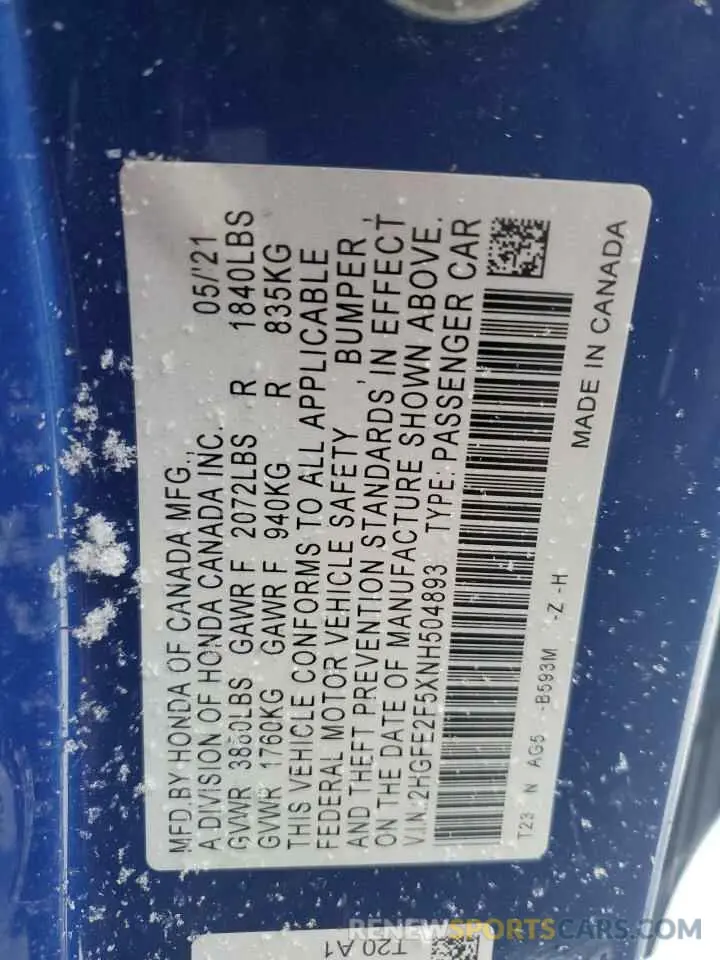 MFD. BY HONDA OF CANADA MFG.,
A DIVISION OF HONDA CANADA INC. 05/'21
GVWR 3880LBS GAWR F 2072LBS R 1840LBS
GVWR 1760KG GAWR F 940KG R 835KG
THIS VEHICLE CONFORMS TO ALL APPLICABLE
FEDERAL MOTOR VEHICLE SAFETY , BUMPER ,
AND THEFT PREVENTION STANDARDS IN EFFECT
ON THE DATE OF MANUFACTURE SHOWN ABOVE.
V.I.N. 2HGFE2F5XNH504893 TYPE: PASSENGER CAR
T23 N AG5 -B593M -Z -H
MADE IN CANADA
T20 A1
RENEWSPORTSCARS.COM